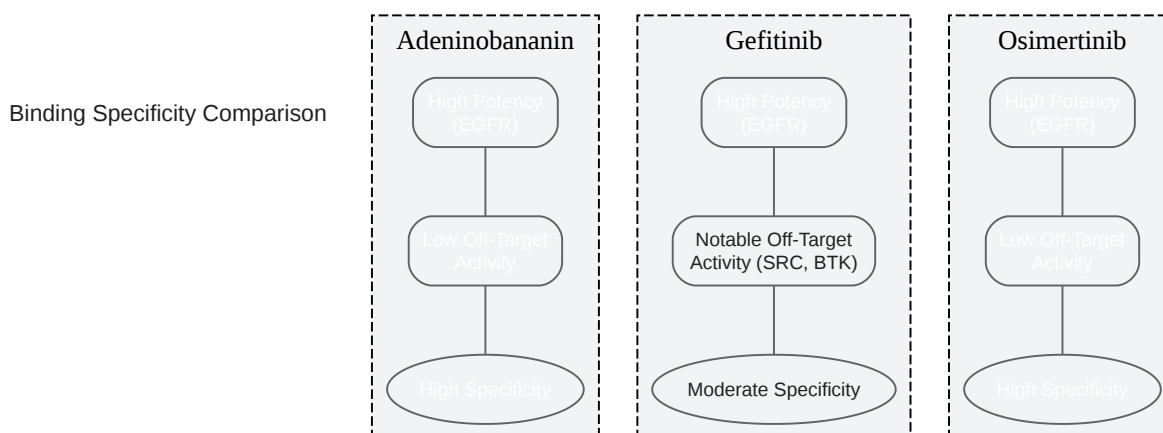 Binding Specificity Comparison
Adeninobananin
High Potency
(EGFR)
Low Off-Target
Activity
High Specificity
Gefitinib
High Potency
(EGFR)
Notable Off-Target
Activity (SRC, BTK)
Moderate Specificity
Osimertinib
High Potency
(EGFR)
Low Off-Target
Activity
High Specificity